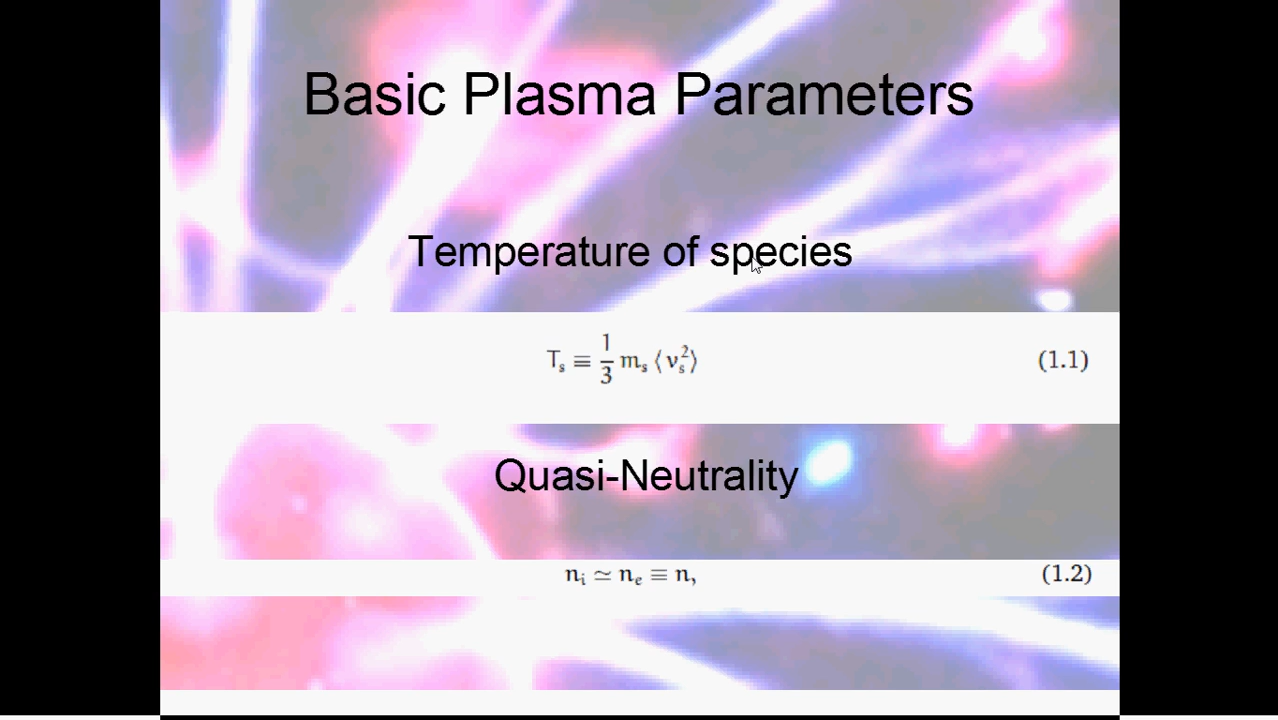 Basic Plasma Parameters
Temperature of species
Tₛ ≡ 1/3 mₛ ⟨vₛ²⟩ (1.1)
Quasi-Neutrality
nᵢ ≃ nₑ ≡ n, (1.2)